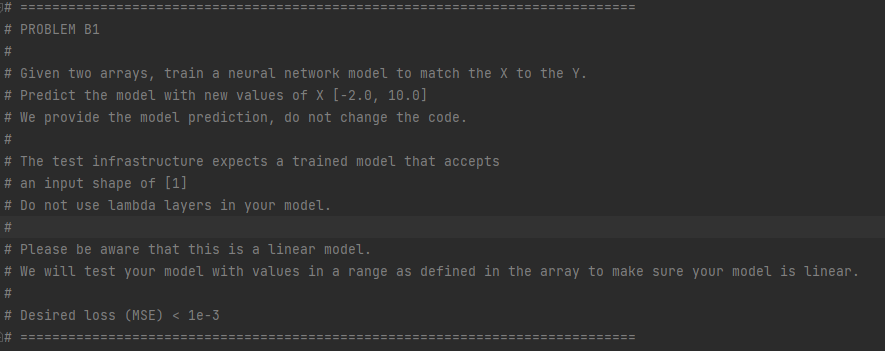 # =============================================================================
# PROBLEM B1
#
# Given two arrays, train a neural network model to match the X to the Y.
# Predict the model with new values of X [-2.0, 10.0]
# We provide the model prediction, do not change the code.
#
# The test infrastructure expects a trained model that accepts
# an input shape of [1]
# Do not use lambda layers in your model.
#
# Please be aware that this is a linear model.
# We will test your model with values in a range as defined in the array to make sure your model is linear.
#
# Desired loss (MSE) < 1e-3
# =============================================================================